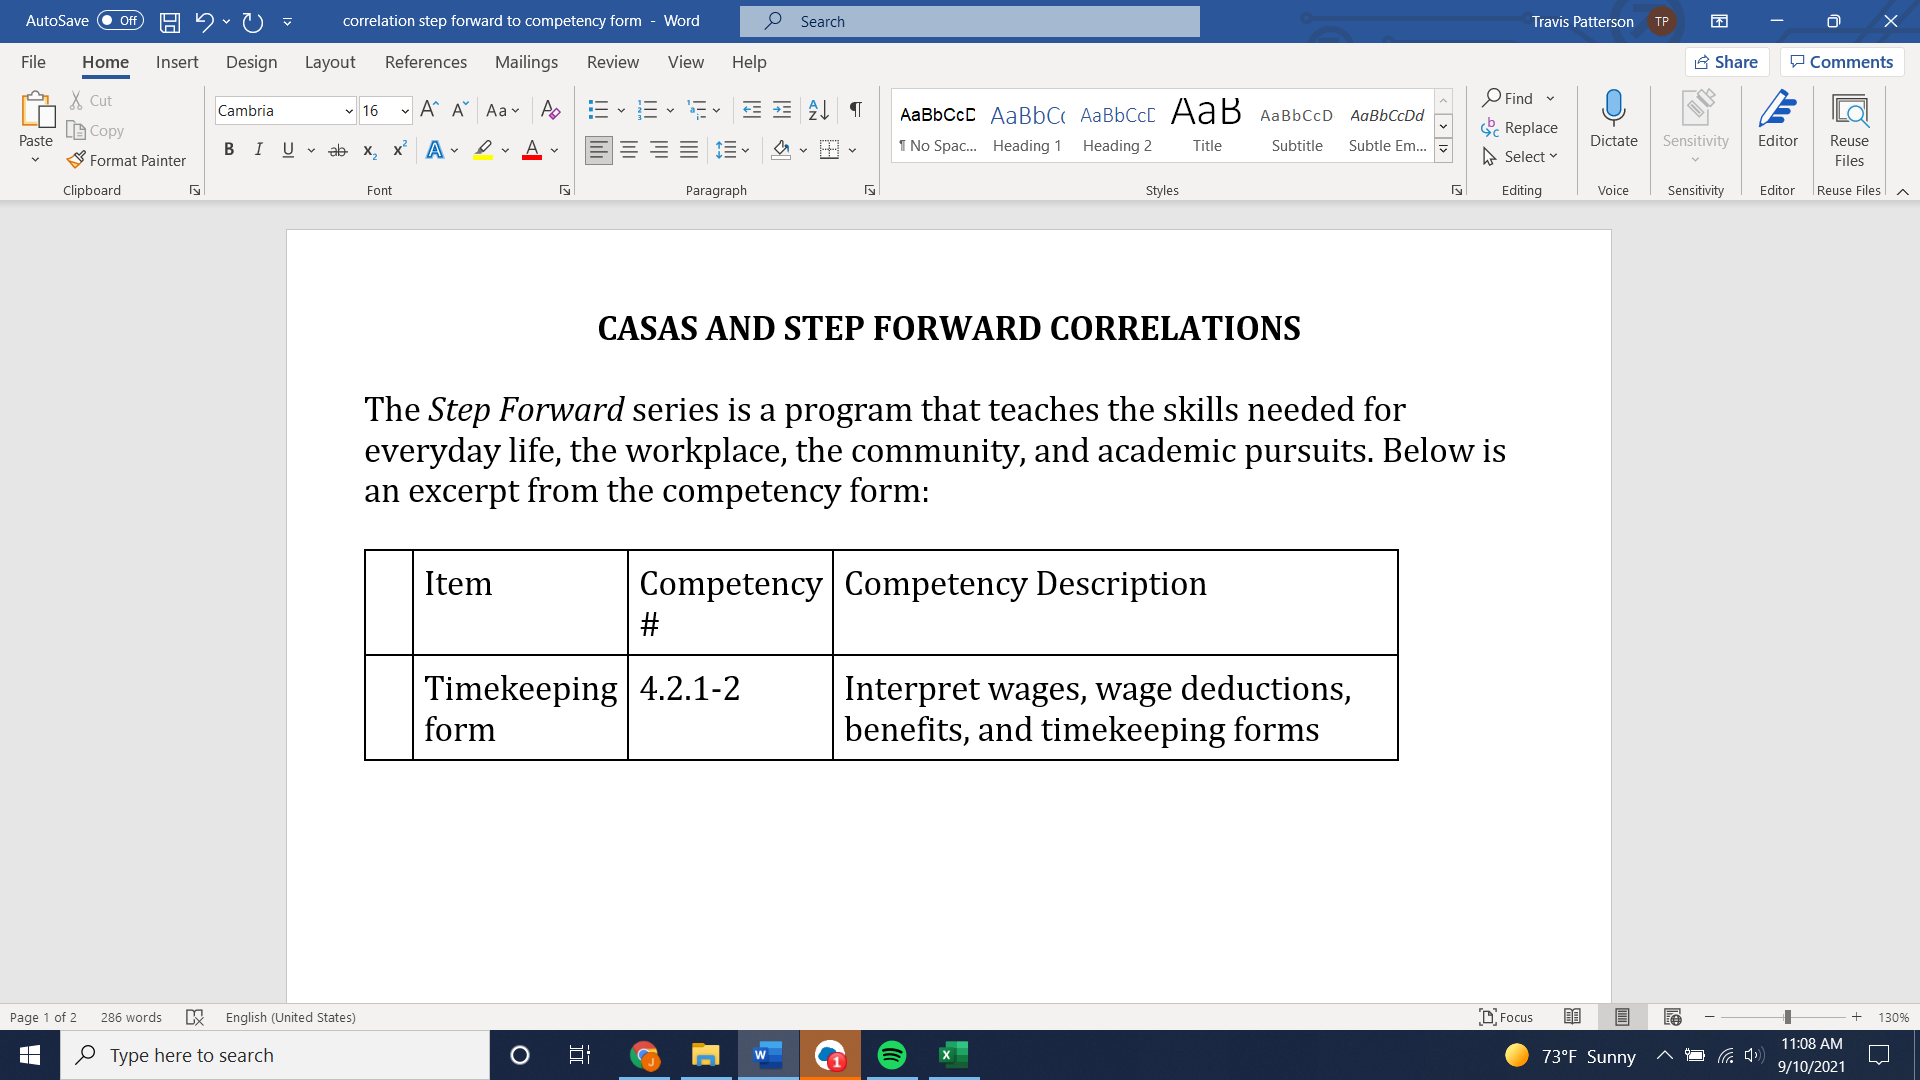 AutoSave Off correlation step forward to competency form - Word Search Travis Patterson TP
File Home Insert Design Layout References Mailings Review View Help Share Comments
Paste Cut Copy Format Painter Clipboard
Cambria 16 Aa Font
Paragraph
AaBbCcD AaBbC AaBbCcD AaB AaBbCcD AaBbCcDd
¶ No Spac... Heading 1 Heading 2 Title Subtitle Subtle Em...
Styles
Find
Replace
Select
Editing
Dictate
Voice
Sensitivity
Sensitivity
Editor
Editor
Reuse
Files
Reuse Files
CASAS AND STEP FORWARD CORRELATIONS
The Step Forward series is a program that teaches the skills needed for
everyday life, the workplace, the community, and academic pursuits. Below is
an excerpt from the competency form:
Item Competency Competency Description
#
Timekeeping 4.2.1-2 Interpret wages, wage deductions,
form benefits, and timekeeping forms
Page 1 of 2 286 words English (United States) Focus 130%
Type here to search 1 73°F Sunny 11:08 AM
9/10/2021